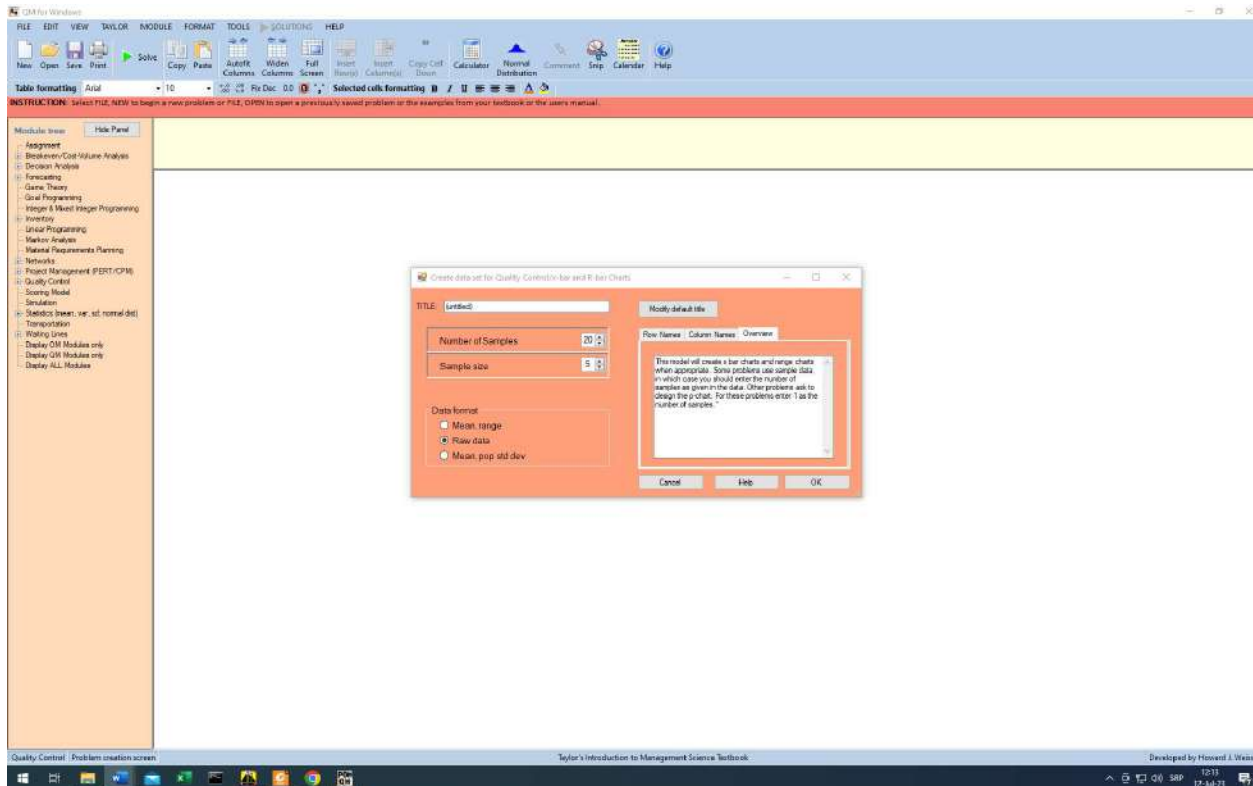 QM for Windows
FILE EDIT VIEW TAYLOR MODULE FORMAT TOOLS SOLUTIONS HELP
New Open Save Print Solve Copy Paste Autofit Columns Widen Columns Full Screen Insert Row(s) Insert Column(s) Copy Cell Down Calculator Normal Distribution Comment Snip Calendar Help
Table formatting Arial 10 Fix Dec 0.0 Selected cells formatting B I U
INSTRUCTION: Select FILE, NEW to begin a new problem or FILE, OPEN to open a previously saved problem or the examples from your textbook or the users manual.
Module tree Hide Panel
Assignment
Breakeven/Cost-Volume Analysis
Decision Analysis
Forecasting
Game Theory
Goal Programming
Integer & Mixed Integer Programming
Inventory
Linear Programming
Markov Analysis
Material Requirements Planning
Networks
Project Management (PERT/CPM)
Quality Control
Scoring Model
Simulation
Statistics (mean, var, sd, normal dist)
Transportation
Waiting Lines
Display OM Modules only
Display QM Modules only
Display ALL Modules
Create data set for Quality Control/x-bar and R-bar Charts
TITLE: (untitled)
Modify default title
Number of Samples 20
Sample size 5
Row Names Column Names Overview
This model will create x bar charts and range charts
when appropriate. Some problems use sample data
in which case you should enter the number of
samples as given in the data. Other problems ask to
design the p-chart. For these problems enter 1 as the
number of samples. "
Data format
Mean, range
Raw data
Mean, pop std dev
Cancel Help OK
Quality Control Problem creation screen Taylor's Introduction to Management Science Textbook Developed by Howard J. Weiss
SRP 12:13
17-Jul-21